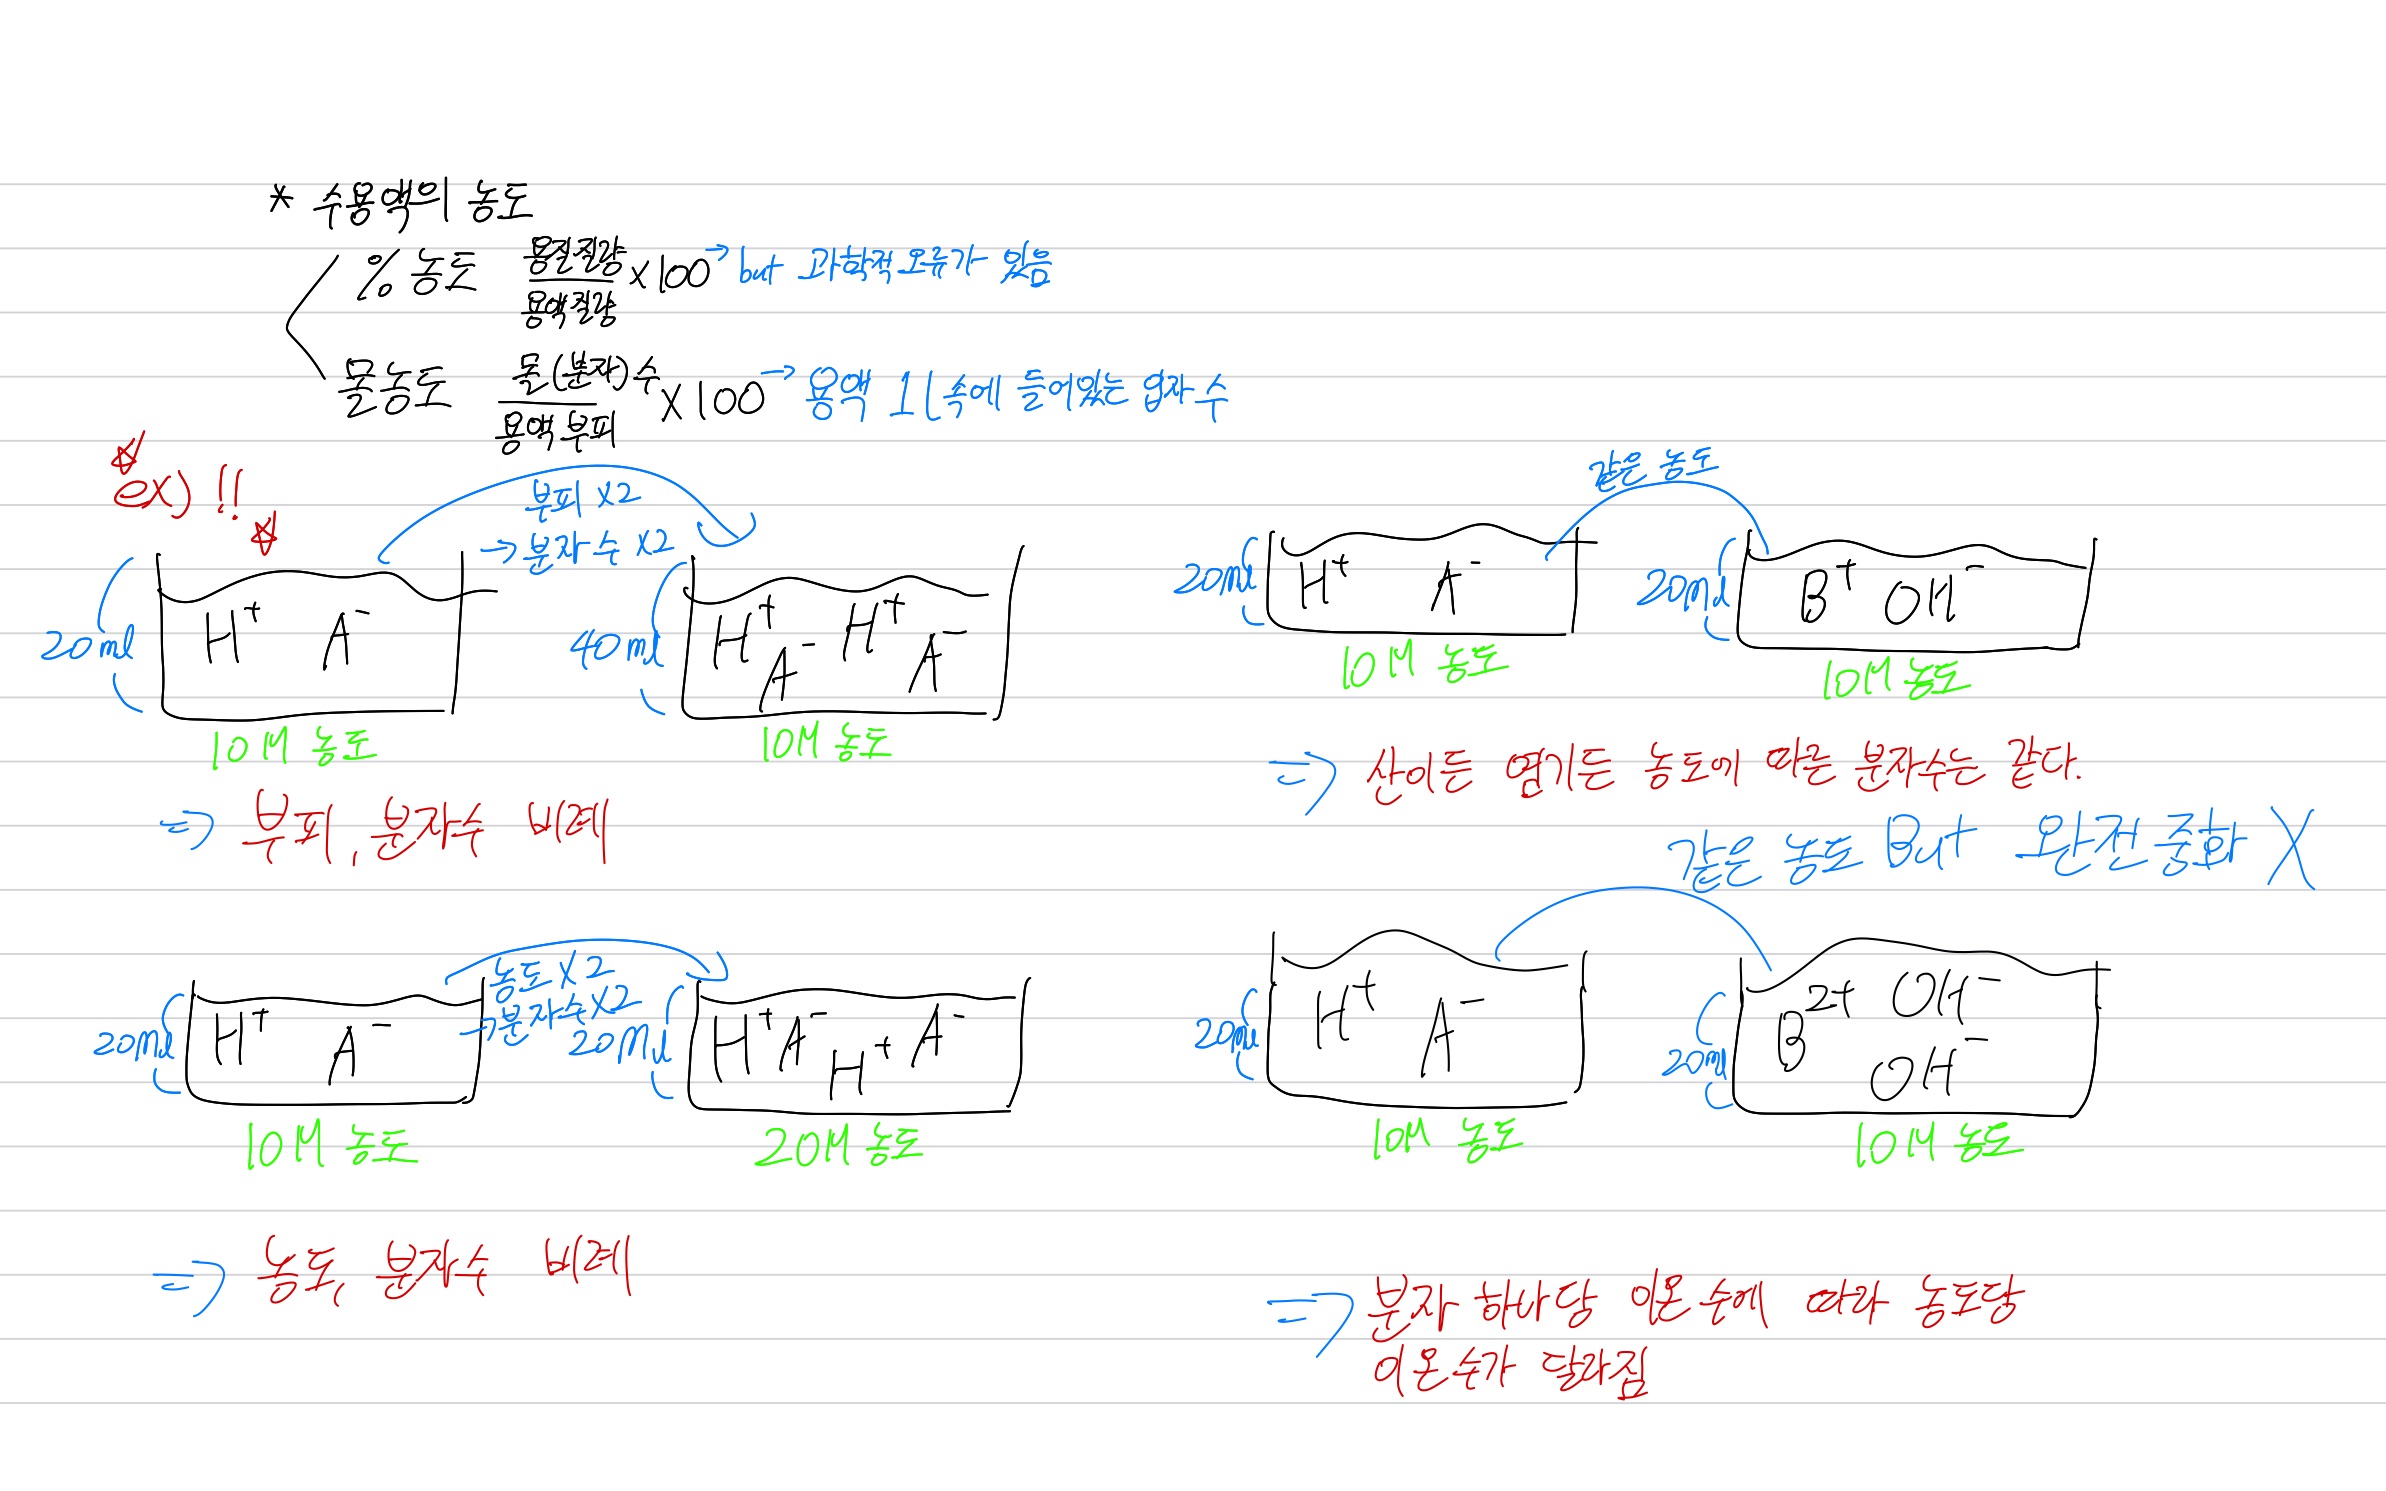 * 수용액의 농도
% 농도 용질질량/용액질량 ×100 → but 과학적 오류가 있음
몰농도 몰(분자)수/용액 부피 ×100 → 용액 1L 속에 들어있는 입자 수
ex) !!
부피 ×2
→ 분자 수 ×2
20ml H⁺ A⁻
40ml H⁺ A⁻ H⁺ A⁻
10M 농도
10M 농도
⇒ 부피, 분자수 비례
농도 ×2
→ 분자수 ×2
20ml H⁺ A⁻
20ml H⁺ A⁻ H⁺ A⁻
10M 농도
20M 농도
⇒ 농도, 분자수 비례
같은 농도
20ml H⁺ A⁻
20ml B⁺ OH⁻
10M 농도
10M 농도
⇒ 산이든 염기든 농도에 따른 분자수는 같다.
같은 농도 But 완전중화 X
20ml H⁺ A⁻
20ml B²⁺ OH⁻ OH⁻
10M 농도
10M 농도
⇒ 분자 하나당 이온 수에 따라 농도당
이온수가 달라짐